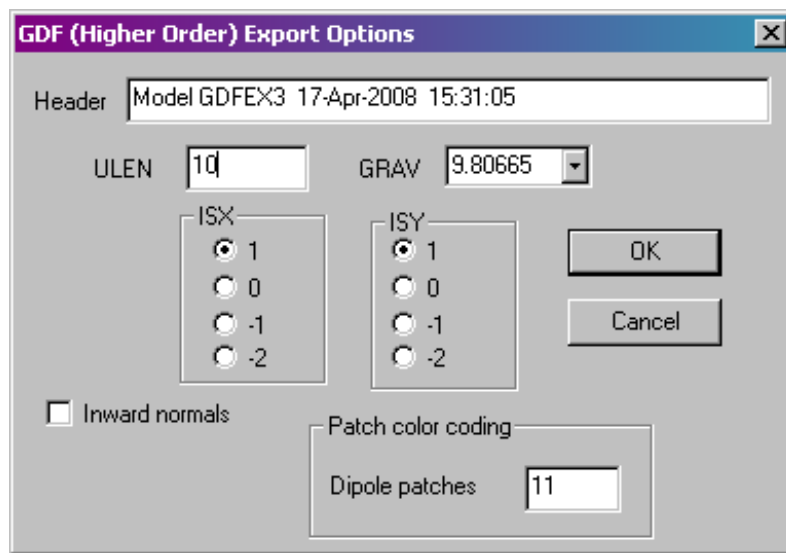 GDF (Higher Order) Export Options
Header Model GDFEX3 17-Apr-2008 15:31:05
ULEN 10 GRAV 9.80665
ISX ISY
1 1 OK
0 0
-1 -1 Cancel
-2 -2
Inward normals
Patch color coding
Dipole patches 11